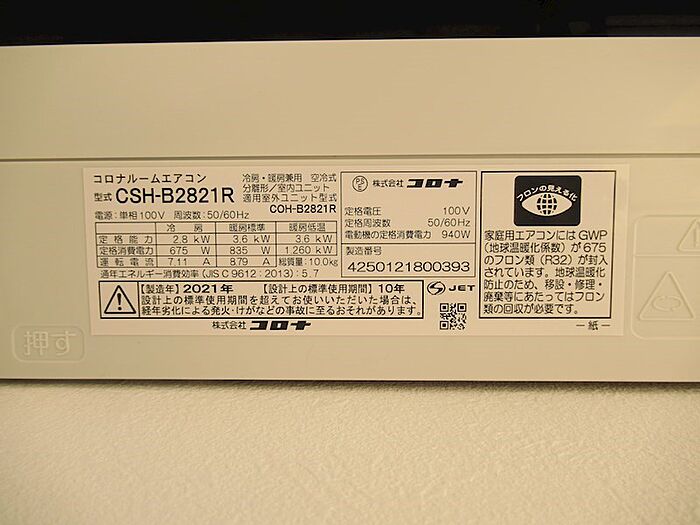 コロナルームエアコン
型式 CSH-B2821R
冷房・暖房兼用 空冷式
分離形/室内ユニット
適用室外ユニット型式
COH-B2821R
電源:単相100V 周波数:50/60Hz
冷房 暖房標準 暖房低温
定格能力 2.8 kW 3.6 kW 3.6 kW
定格消費電力 675 W 835 W 1,260 kW
運転電流 7.11 A 8.79 A 総質量 10.0kg
通年エネルギー消費効率 (JIS C 9612:2013):5.7
【製造年】2021年 【設計上の標準使用期間】10年
設計上の標準使用期間を超えてお使いいただいた場合は、
経年劣化による発火・けがなどの事故に至るおそれがあります。
株式会社 コロナ
PSE
株式会社 コロナ
定格電圧 100V
定格周波数 50/60Hz
電動機の定格消費電力 940W
製造番号
4250121800393
JET
フロンの見える化
家庭用エアコンにはGWP
(地球温暖化係数)が675
のフロン類(R32)が封入
されています。地球温暖化
防止のため、移設・修理・
廃棄等にあたってはフロン
類の回収が必要です。
-紙-
押す